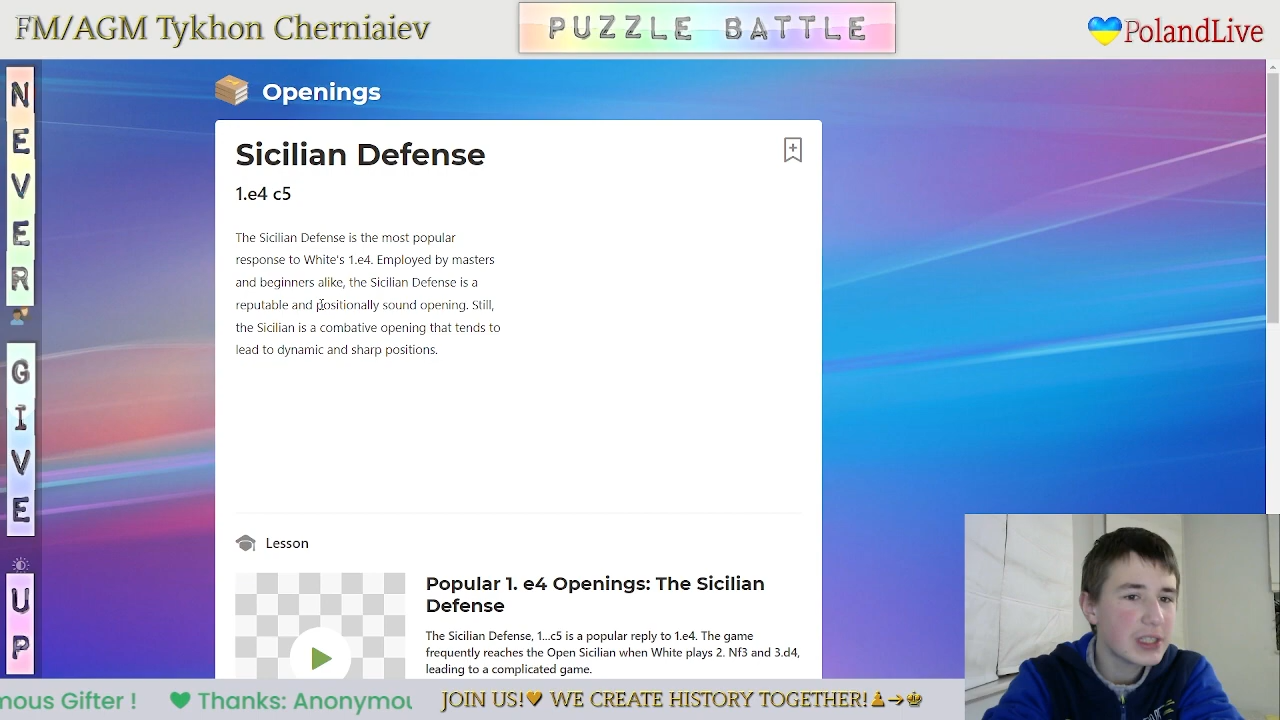 FM/AGM Tykhon Cherniaiev
PUZZLE BATTLE
PolandLive
NEVER
GIVE
UP
Openings
Sicilian Defense
1.e4 c5
The Sicilian Defense is the most popular
response to White's 1.e4. Employed by masters
and beginners alike, the Sicilian Defense is a
reputable and positionally sound opening. Still,
the Sicilian is a combative opening that tends to
lead to dynamic and sharp positions.
Lesson
Popular 1. e4 Openings: The Sicilian
Defense
The Sicilian Defense, 1...c5 is a popular reply to 1.e4. The game
frequently reaches the Open Sicilian when White plays 2. Nf3 and 3.d4,
leading to a complicated game.
mous Gifter ! Thanks: Anonymou
JOIN US! WE CREATE HISTORY TOGETHER!